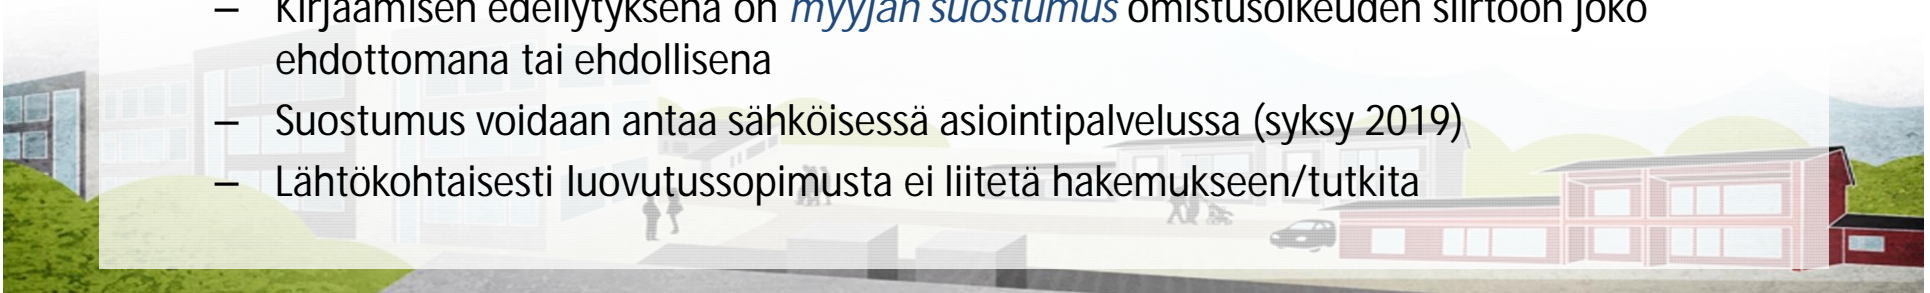 – Kirjaamisen edellytyksenä on myyjän suostumus omistusoikeuden siirtoon joko
ehdottomana tai ehdollisena
– Suostumus voidaan antaa sähköisessä asiointipalvelussa (syksy 2019)
– Lähtökohtaisesti luovutussopimusta ei liitetä hakemukseen/tutkita